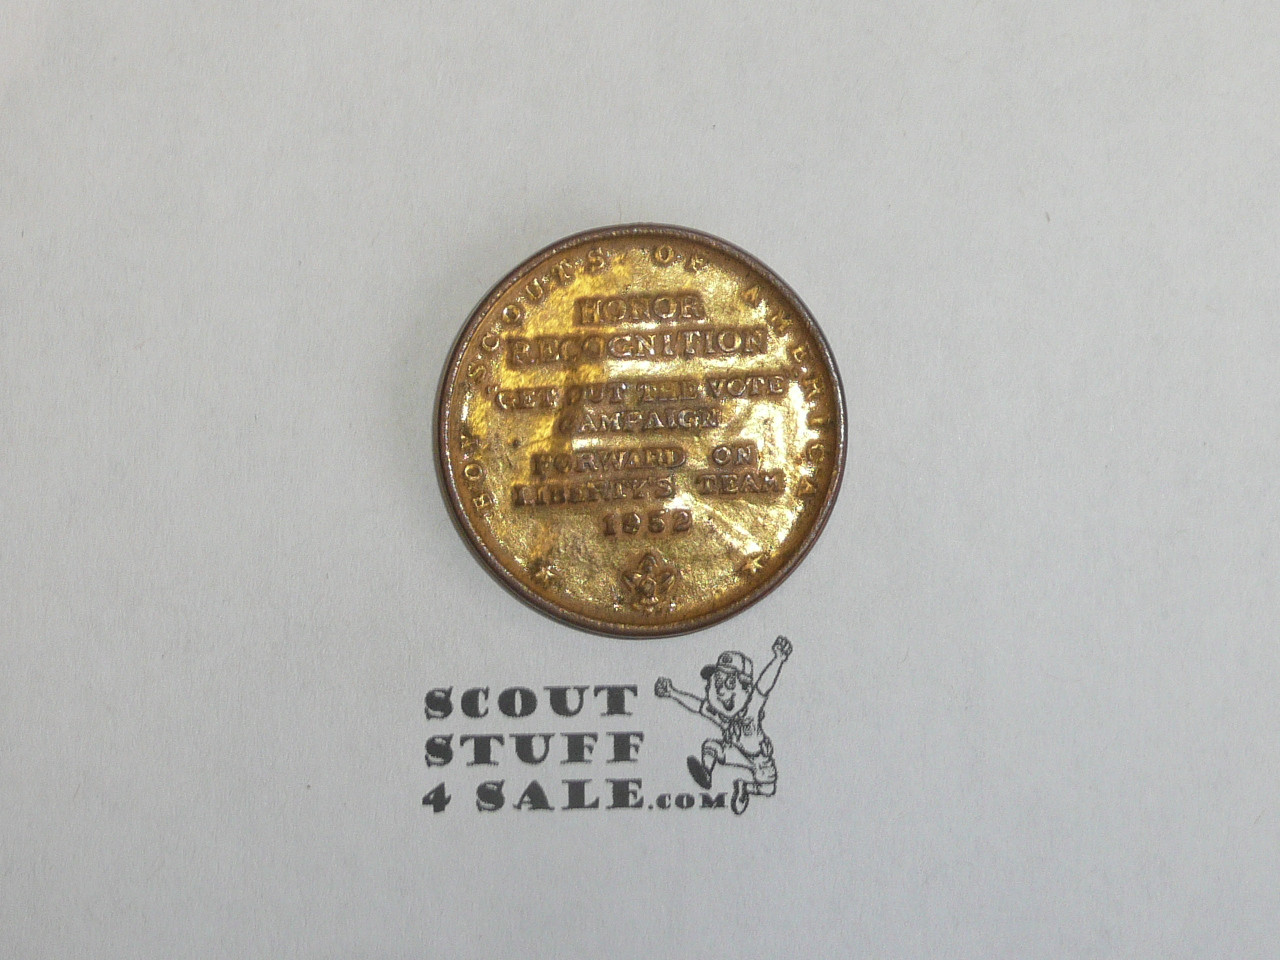 BOY SCOUTS OF AMERICA
HONOR
RECOGNITION
"GET OUT THE VOTE"
CAMPAIGN
FORWARD ON
LIBERTY'S TEAM
1952
SCOUT
STUFF
4 SALE.COM